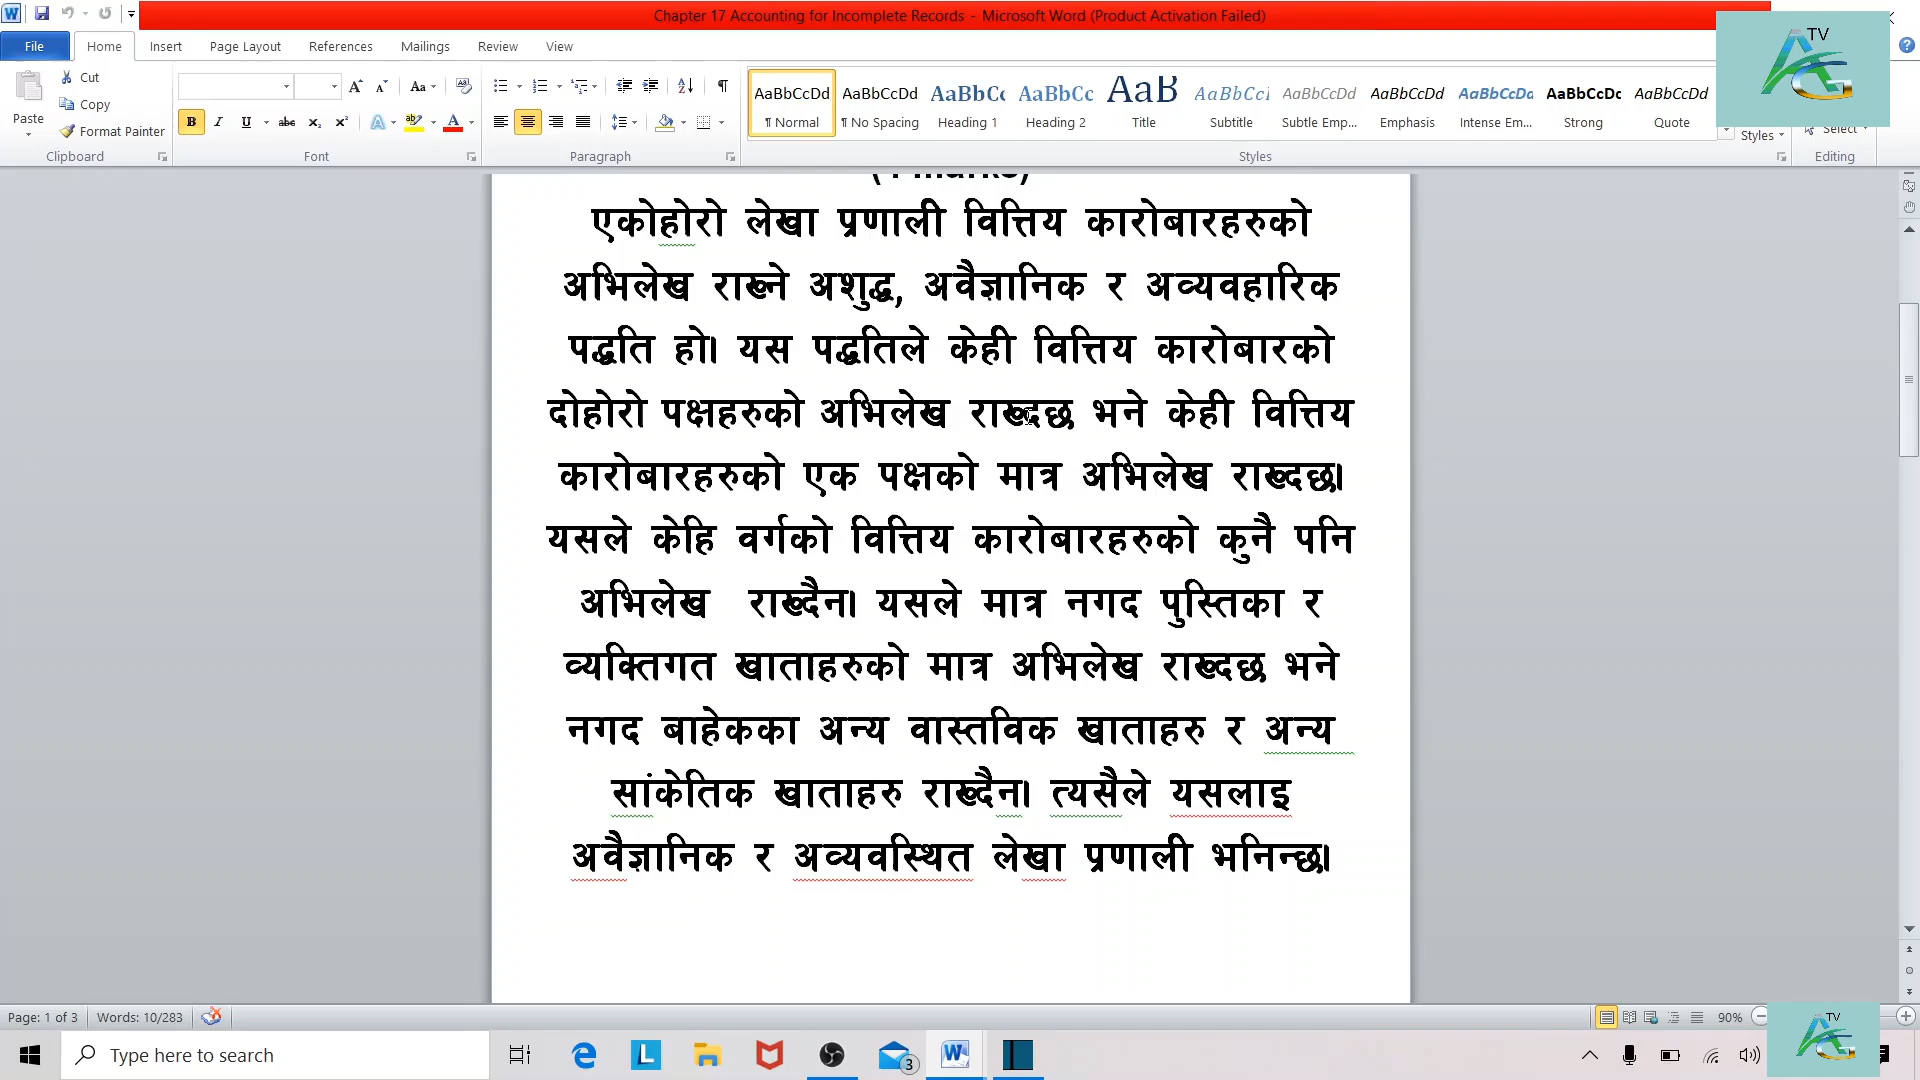 Chapter 17 Accounting for Incomplete Records - Microsoft Word (Product Activation Failed)
TV
File Home Insert Page Layout References Mailings Review View
Paste
Cut
Copy
Format Painter
Clipboard
Font
Paragraph
AaBbCcDd AaBbCcDd AaBbCc AaBbCc AaB AaBbCcI AaBbCcDd AaBbCcDd AaBbCcDd AaBbCcDc AaBbCcDd
¶ Normal ¶ No Spacing Heading 1 Heading 2 Title Subtitle Subtle Emp... Emphasis Intense Em... Strong Quote
Styles
Styles
Select
Editing
एकोहोरो लेखा प्रणाली वित्तिय कारोबारहरुको
अभिलेख राख्ने अशुद्ध, अवैज्ञानिक र अव्यवहारिक
पद्धति हो। यस पद्धतिले केही वित्तिय कारोबारको
दोहोरो पक्षहरुको अभिलेख राख्दछ भने केही वित्तिय
कारोबारहरुको एक पक्षको मात्र अभिलेख राख्दछ।
यसले केहि वर्गको वित्तिय कारोबारहरुको कुनै पनि
अभिलेख राख्दैन। यसले मात्र नगद पुस्तिका र
व्यक्तिगत खाताहरुको मात्र अभिलेख राख्दछ भने
नगद बाहेकका अन्य वास्तविक खाताहरु र अन्य
सांकेतिक खाताहरु राख्दैन। त्यसैले यसलाइ
अवैज्ञानिक र अव्यवस्थित लेखा प्रणाली भनिन्छ।
Page: 1 of 3 Words: 10/283 90%
TV
Type here to search
3